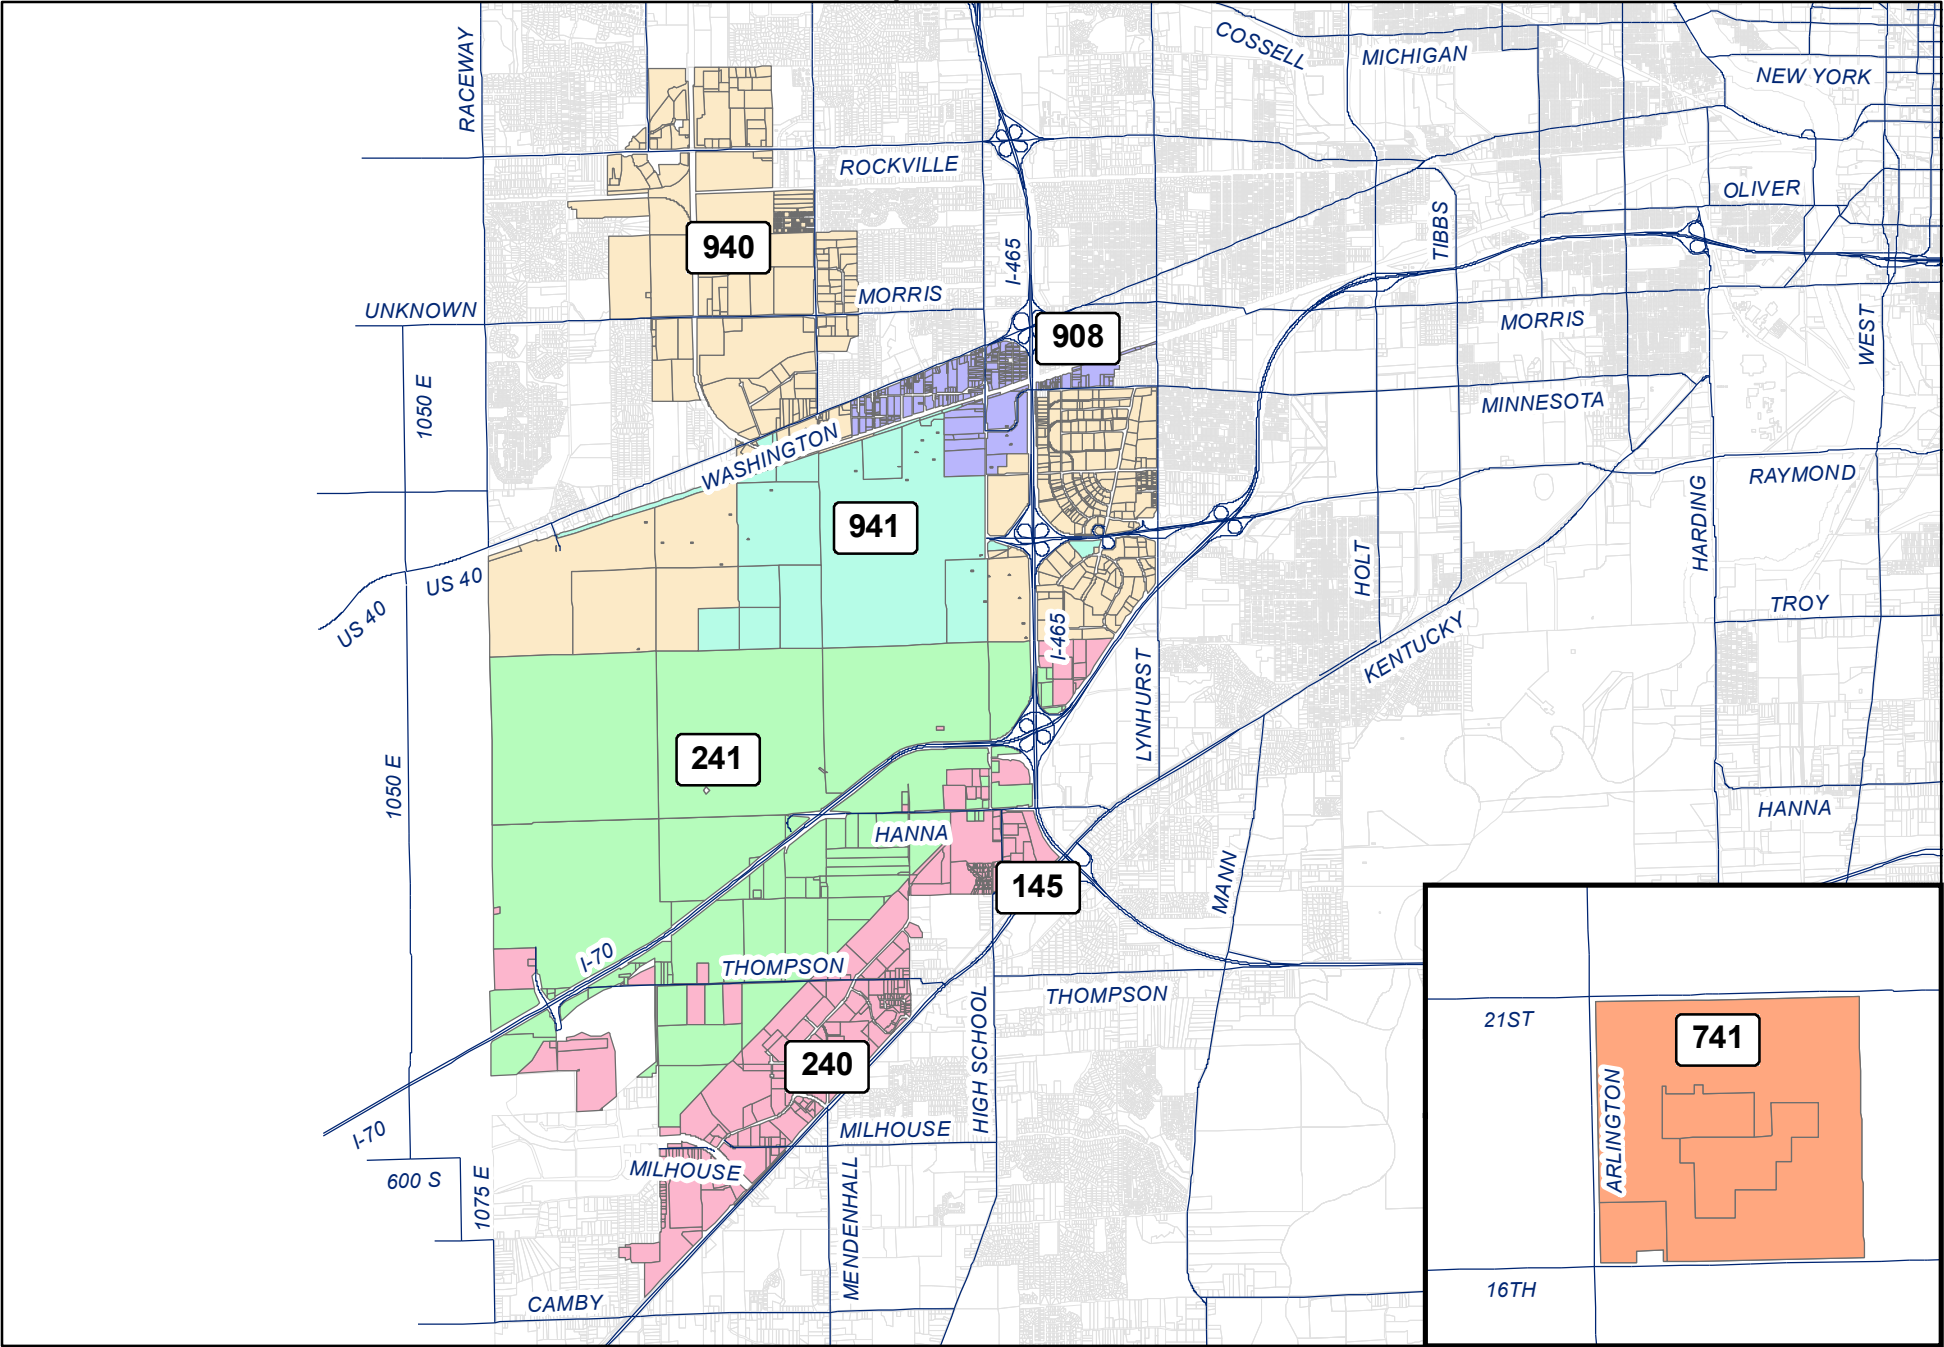 RACEWAY
COSSELL
MICHIGAN
NEW YORK
ROCKVILLE
OLIVER
TIBBS
940
I-465
MORRIS
UNKNOWN
908
MORRIS
WEST
1050 E
MINNESOTA
WASHINGTON
RAYMOND
941
HARDING
HOLT
US 40
US 40
TROY
I-465
KENTUCKY
LYNHURST
241
1050 E
HANNA
HANNA
145
MANN
I-70
THOMPSON
THOMPSON
HIGH SCHOOL
21ST
741
240
ARLINGTON
I-70
MILHOUSE
MILHOUSE
600 S
1075 E
MENDENHALL
16TH
CAMBY